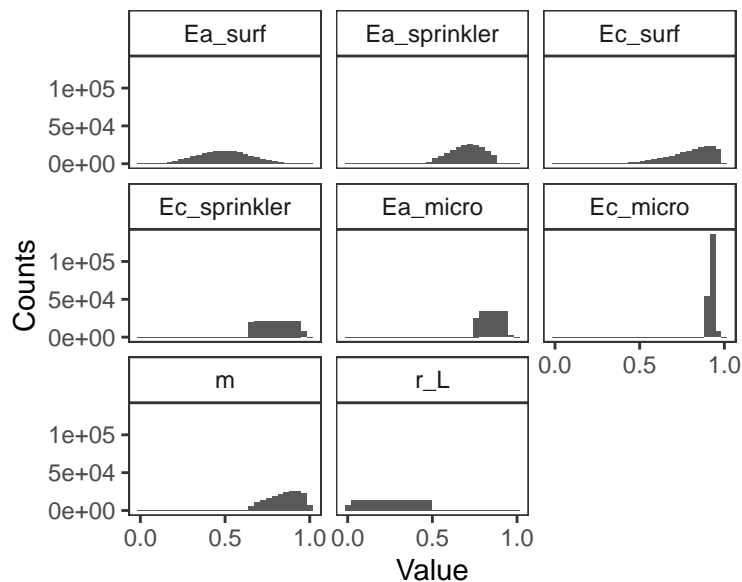 Ea_surf Ea_sprinkler Ec_surf
1e+05
5e+04
0e+00
Ec_sprinkler Ea_micro Ec_micro
1e+05
5e+04
0e+00
0.0 0.5 1.0
m r_L
1e+05
5e+04
0e+00
0.0 0.5 1.0 0.0 0.5 1.0
Counts
Value